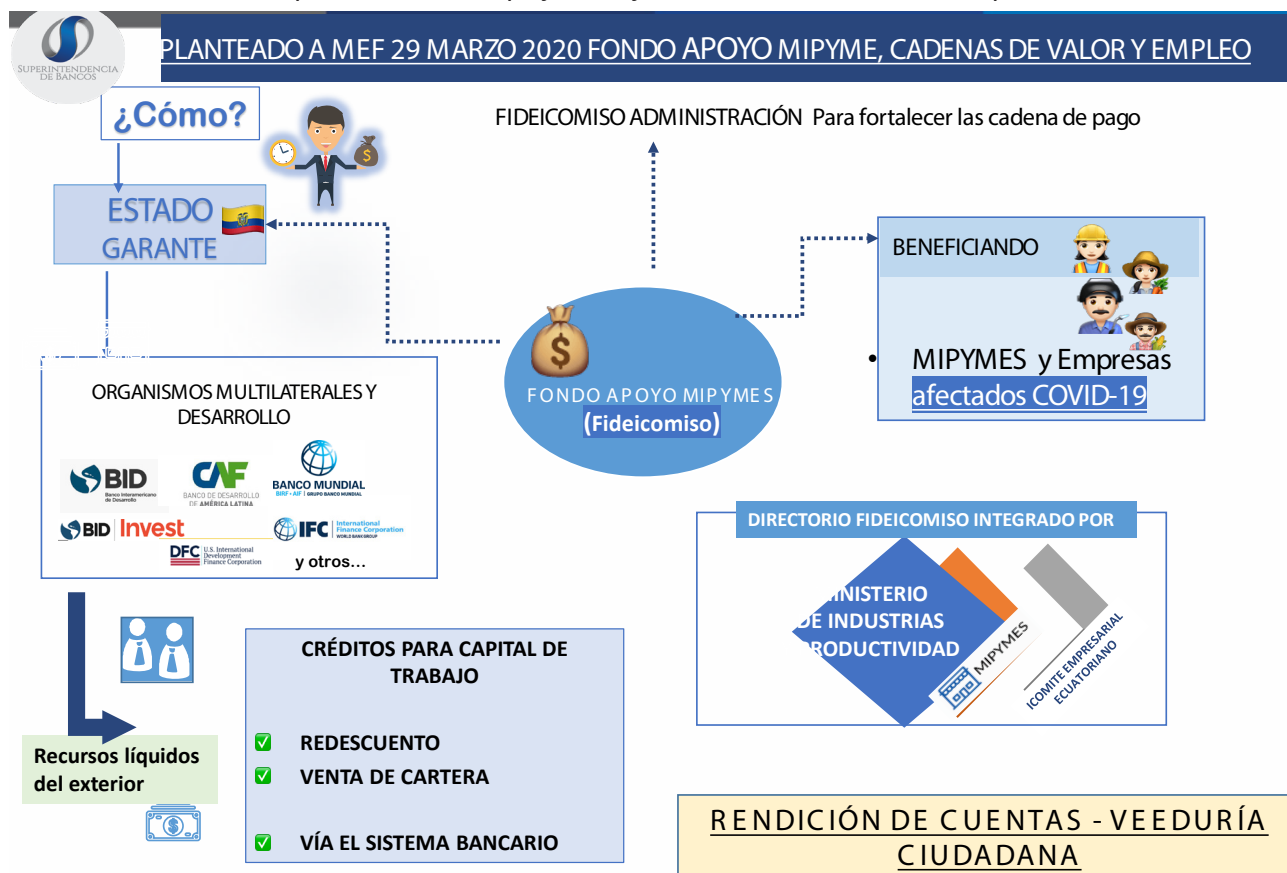 SUPERINTENDENCIA
DE BANCOS
PLANTEADO A MEF 29 MARZO 2020 FONDO APOYO MIPYME, CADENAS DE VALOR Y EMPLEO
¿Cómo?
FIDEICOMISO ADMINISTRACIÓN Para fortalecer las cadena de pago
ESTADO
GARANTE
BENEFICIANDO
• MIPYMES y Empresas
afectados COVID-19
FONDO APOYO MIPYMES
(Fideicomiso)
ORGANISMOS MULTILATERALES Y
DESARROLLO
BID
Banco Interamericano
de Desarrollo
CAF
BANCO DE DESARROLLO
DE AMÉRICA LATINA
BANCO MUNDIAL
BIRF • AIF | GRUPO BANCO MUNDIAL
BID Invest
IFC International
Finance Corporation
WORLD BANK GROUP
DFC U.S. International
Development
Finance Corporation
y otros...
DIRECTORIO FIDEICOMISO INTEGRADO POR
INISTERIO
DE INDUSTRIAS
RODUCTIVIDAD
MIPYMES
ICOMITE EMPRESARIAL
ECUATORIANO
CRÉDITOS PARA CAPITAL DE
TRABAJO
REDESCUENTO
VENTA DE CARTERA
VÍA EL SISTEMA BANCARIO
Recursos líquidos
del exterior
RENDICIÓN DE CUENTAS - VEEDURÍA
CIUDADANA